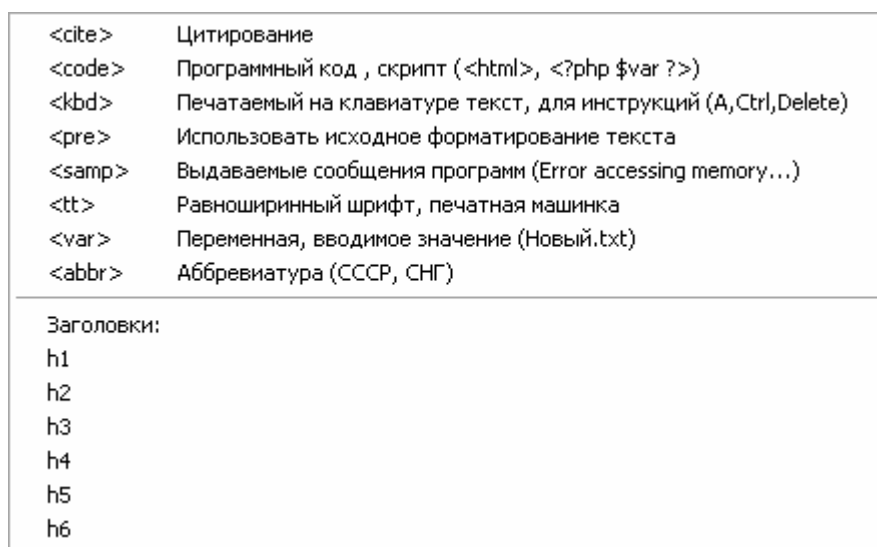 <cite> Цитирование
<code> Программный код , скрипт (<html>, <?php $var ?>)
<kbd> Печатаемый на клавиатуре текст, для инструкций (A,Ctrl,Delete)
<pre> Использовать исходное форматирование текста
<samp> Выдаваемые сообщения программ (Error accessing memory...)
<tt> Равноширинный шрифт, печатная машинка
<var> Переменная, вводимое значение (Новый.txt)
<abbr> Аббревиатура (СССР, СНГ)
Заголовки:
h1
h2
h3
h4
h5
h6